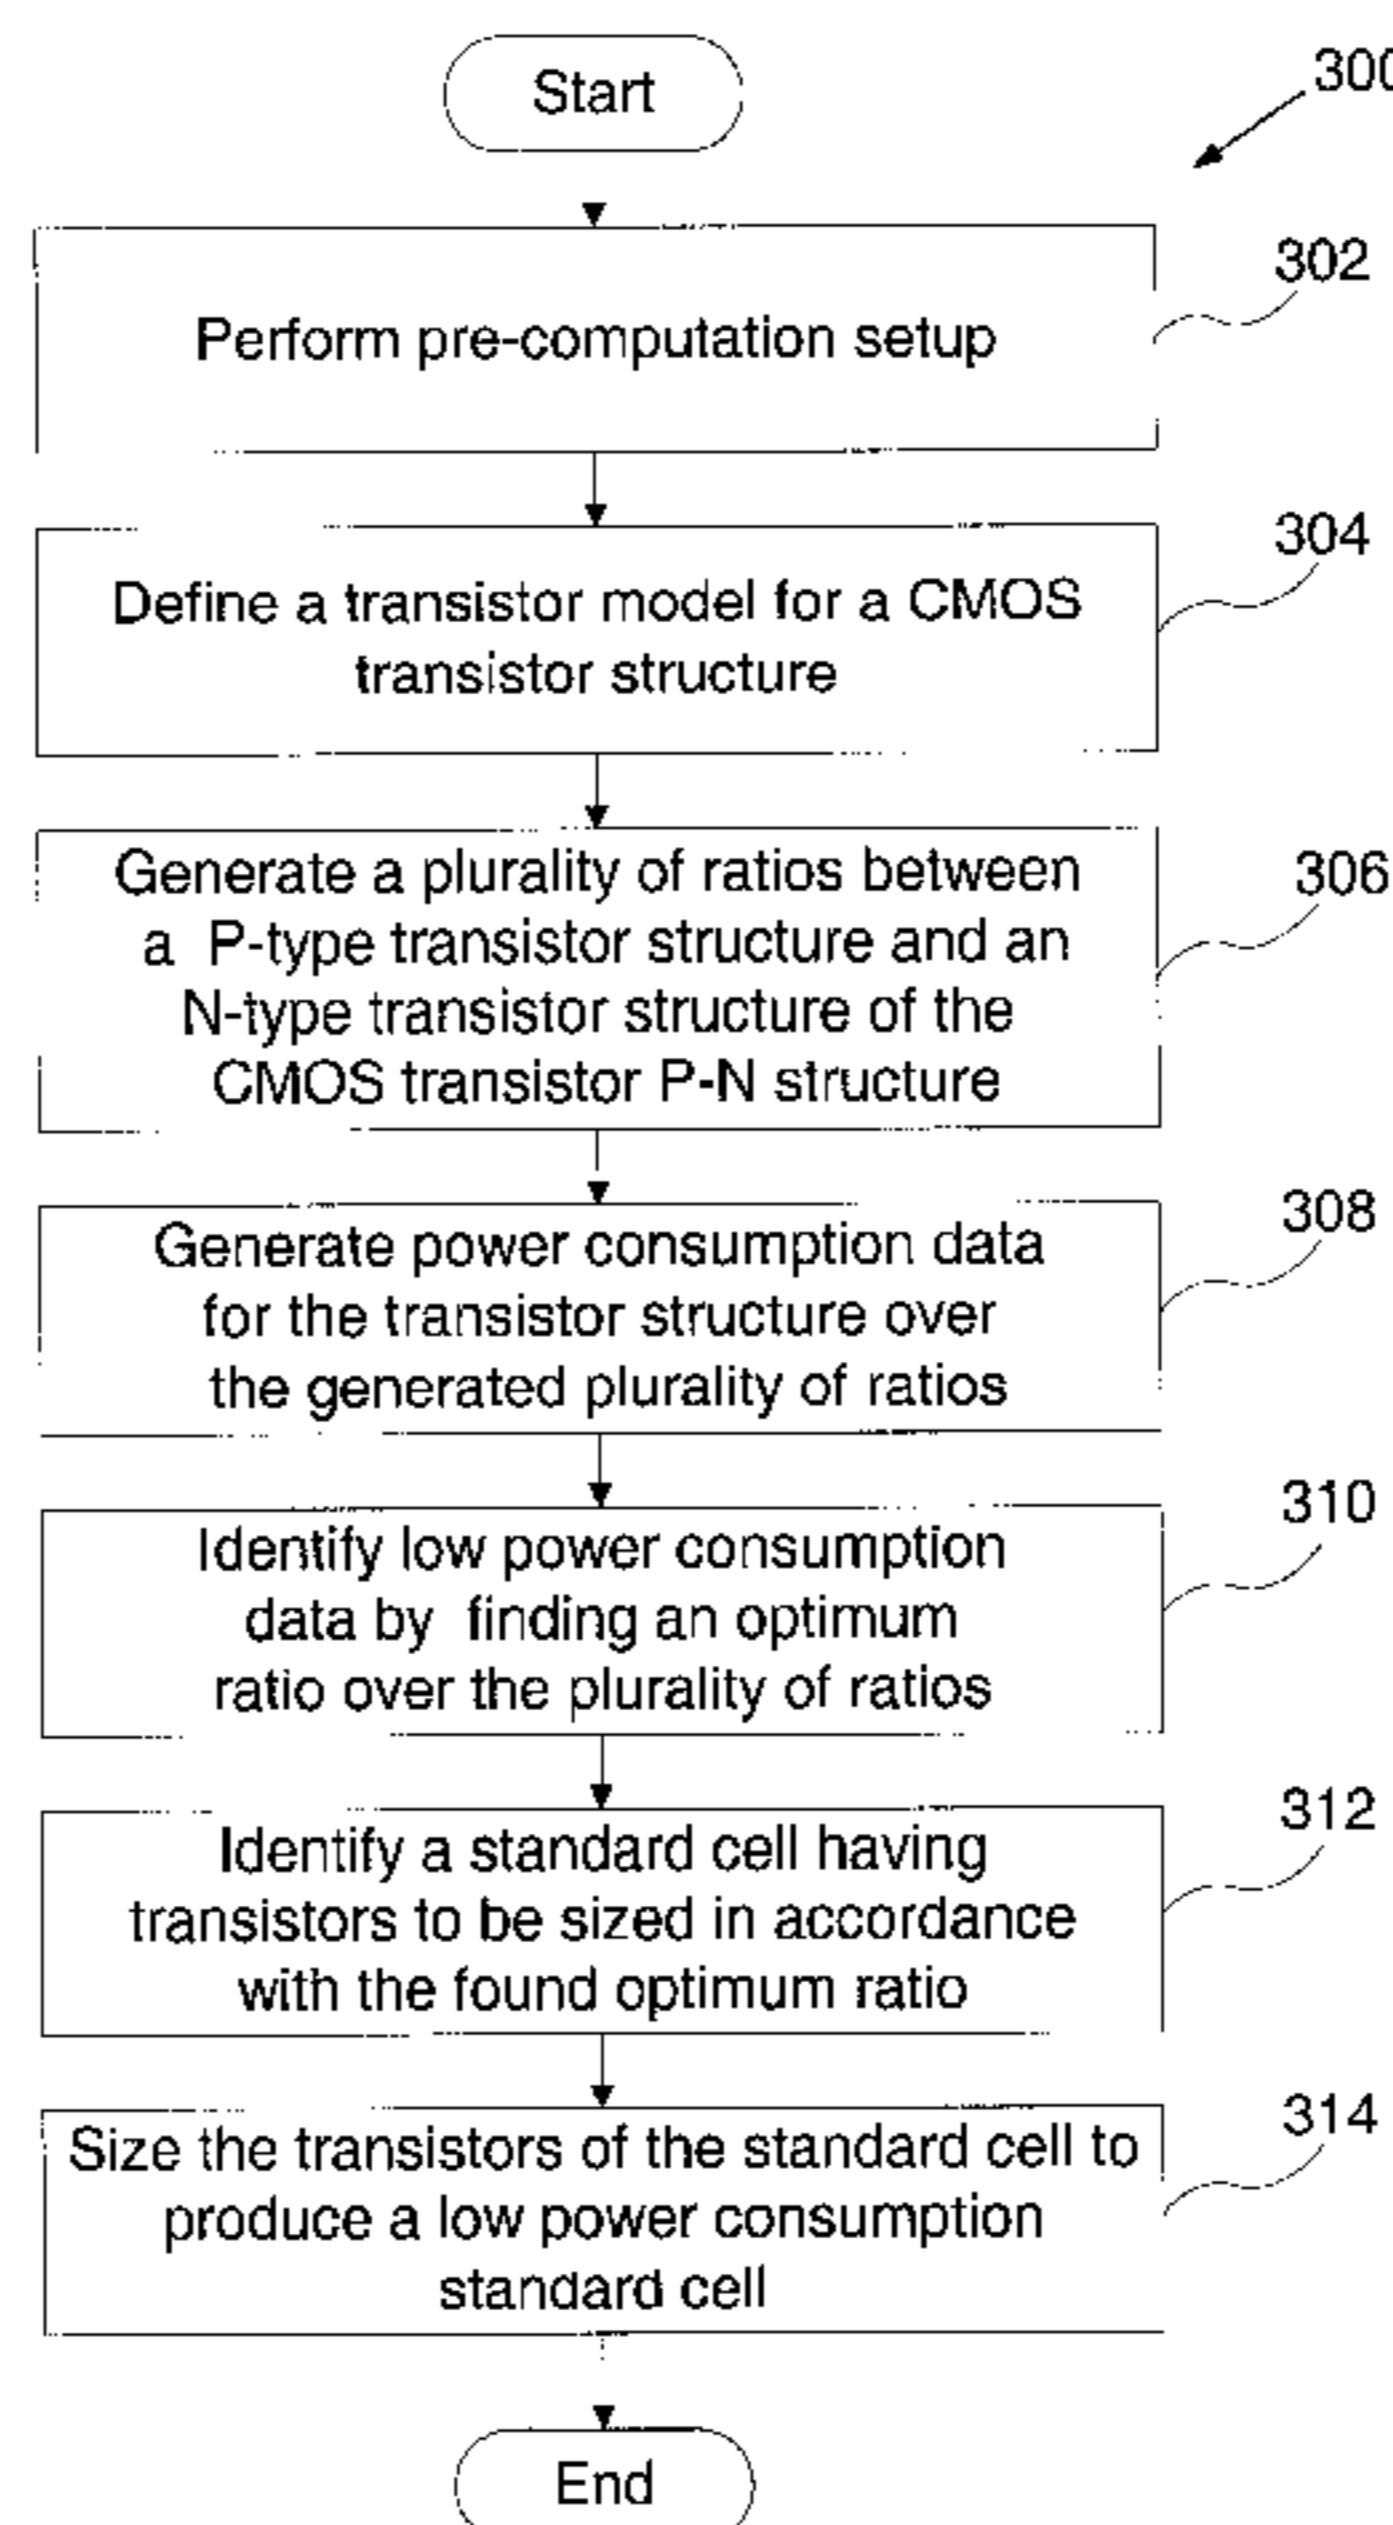 Start
300
Perform pre-computation setup
302
Define a transistor model for a CMOS
transistor structure
304
Generate a plurality of ratios between
a P-type transistor structure and an
N-type transistor structure of the
CMOS transistor P-N structure
306
Generate power consumption data
for the transistor structure over
the generated plurality of ratios
308
Identify low power consumption
data by finding an optimum
ratio over the plurality of ratios
310
Identify a standard cell having
transistors to be sized in accordance
with the found optimum ratio
312
Size the transistors of the standard cell to
produce a low power consumption
standard cell
314
End